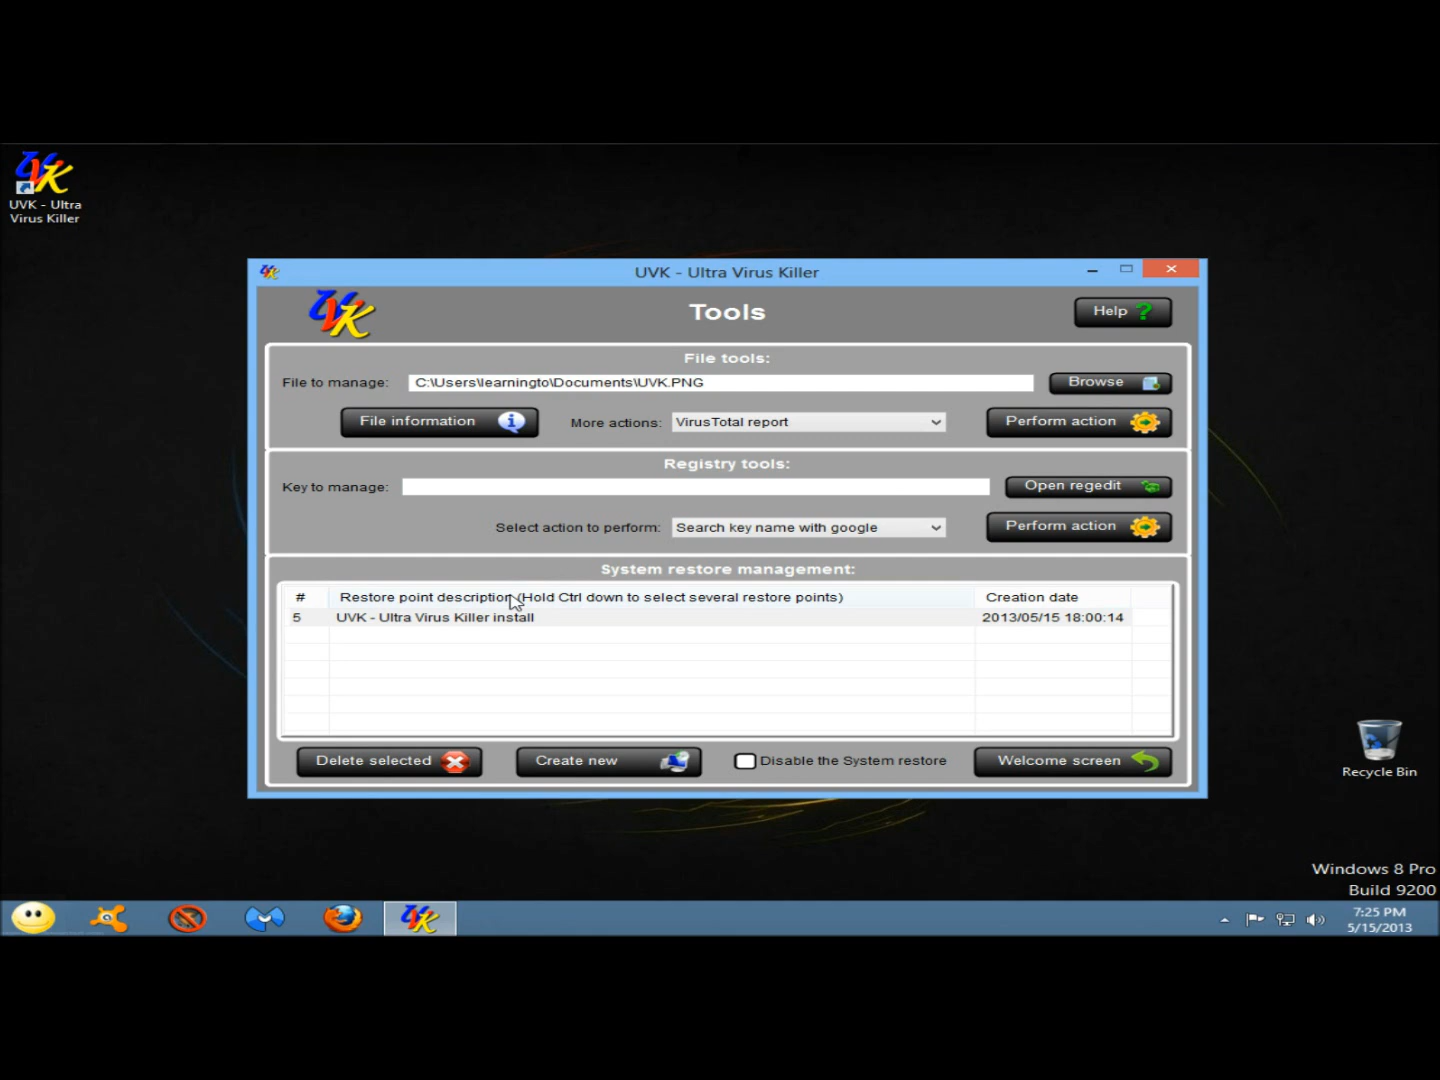 UVK - Ultra
Virus Killer
UVK - Ultra Virus Killer
UVK
Tools
Help ?
File tools:
File to manage: C:\Users\learningto\Documents\UVK.PNG Browse
File information More actions: VirusTotal report Perform action
Registry tools:
Key to manage: Open regedit
Select action to perform: Search key name with google Perform action
System restore management:
# Restore point description (Hold Ctrl down to select several restore points) Creation date
5 UVK - Ultra Virus Killer install 2013/05/15 18:00:14
Delete selected Create new Disable the System restore Welcome screen
Recycle Bin
Windows 8 Pro
Build 9200
7:25 PM
5/15/2013